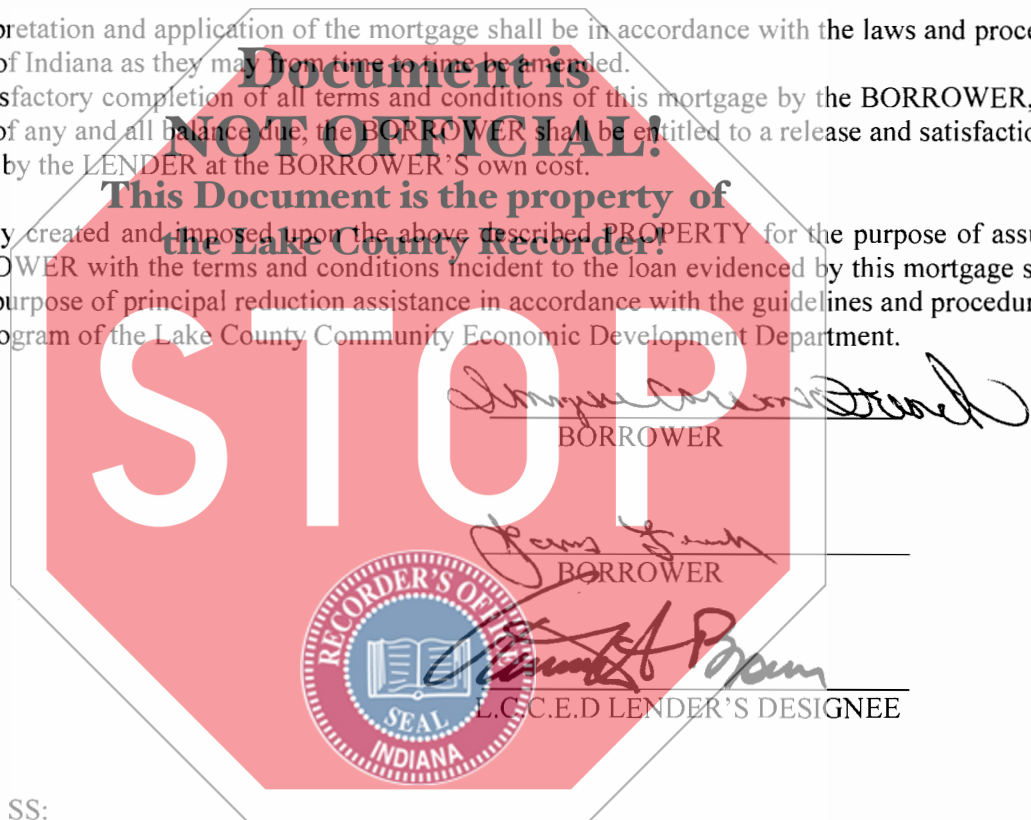 pretation and application of the mortgage shall be in accordance with the laws and proce
of Indiana as they may from time to time be amended.
Document is
sfactory completion of all terms and conditions of this mortgage by the BORROWER,
of any and all balance due, the BORROWER shall be entitled to a release and satisfactio
NOT OFFICIAL!
by the LENDER at the BORROWER'S own cost.
This Document is the property of
y created and imposed upon the above described PROPERTY for the purpose of assu
the Lake County Recorder!
OWER with the terms and conditions incident to the loan evidenced by this mortgage s
purpose of principal reduction assistance in accordance with the guidelines and procedur
ogram of the Lake County Community Economic Development Department.
STOP
BORROWER
BORROWER
RECORDER'S OFFICE
SEAL
INDIANA
L.C.C.E.D LENDER'S DESIGNEE
SS: